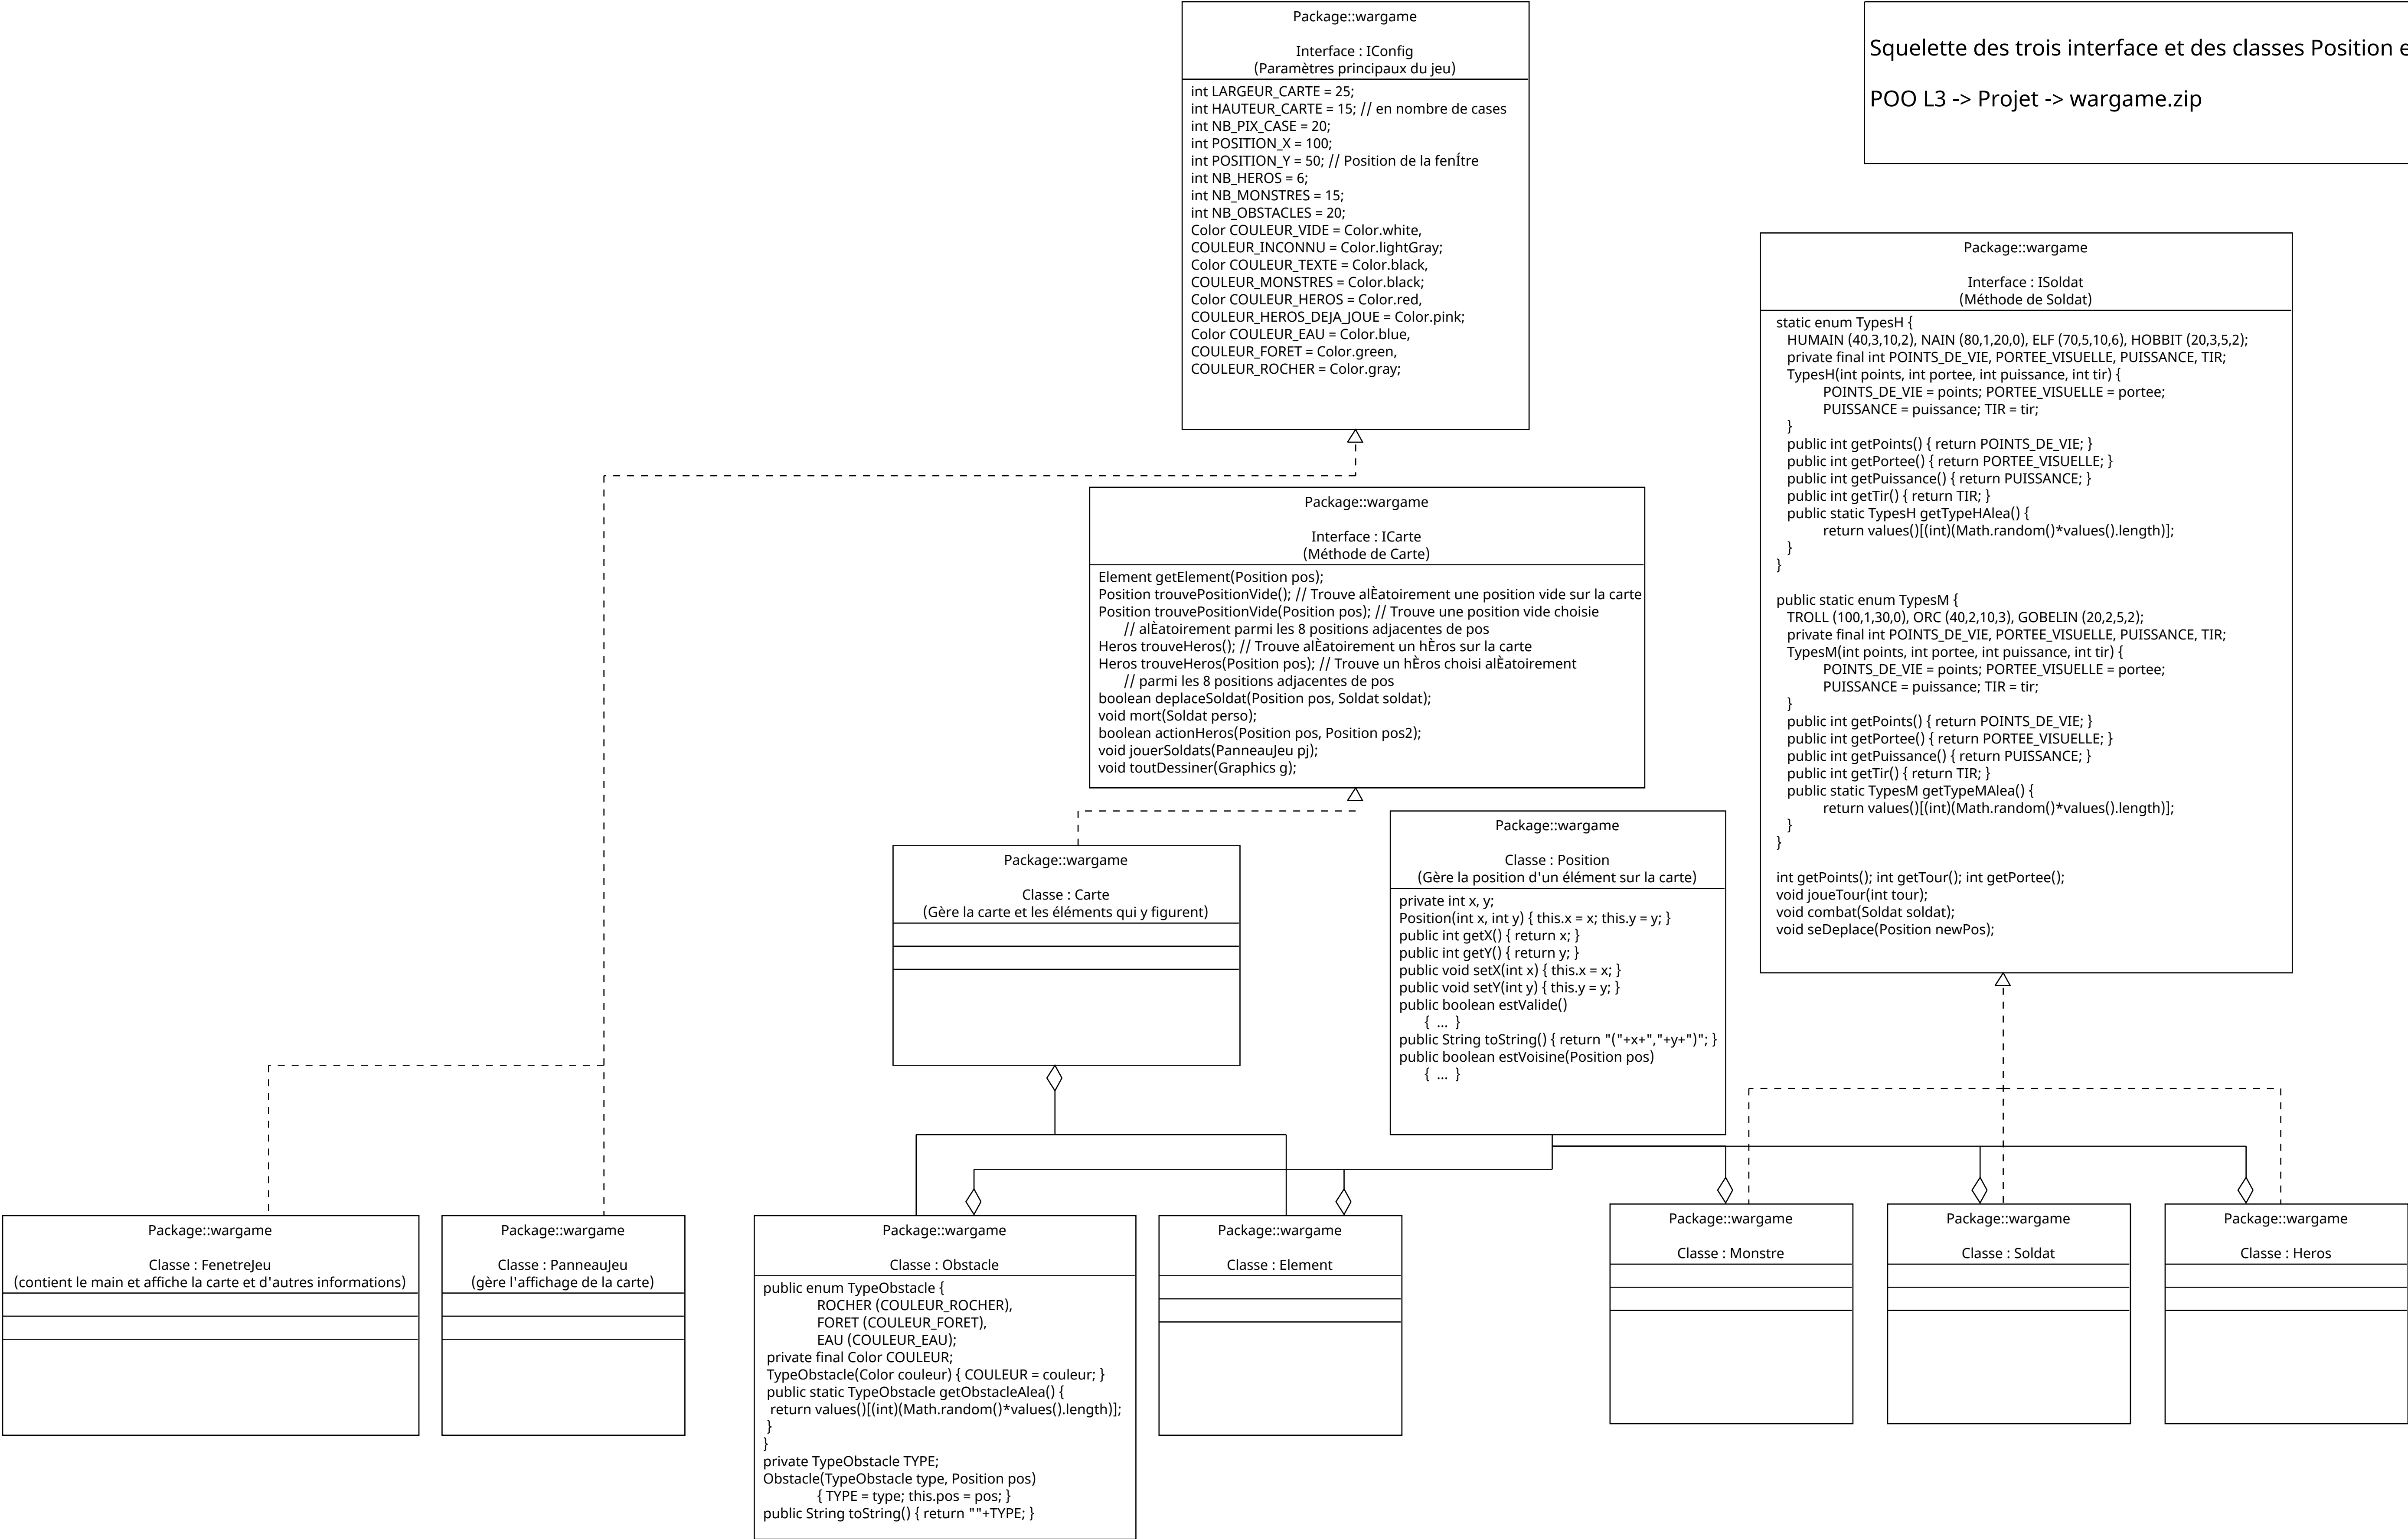 Package::wargame
Interface : IConfig
(Paramètres principaux du jeu)
int LARGEUR_CARTE = 25;
int HAUTEUR_CARTE = 15; // en nombre de cases
int NB_PIX_CASE = 20;
int POSITION_X = 100;
int POSITION_Y = 50; // Position de la fenÍtre
int NB_HEROS = 6;
int NB_MONSTRES = 15;
int NB_OBSTACLES = 20;
Color COULEUR_VIDE = Color.white,
COULEUR_INCONNU = Color.lightGray;
Color COULEUR_TEXTE = Color.black,
COULEUR_MONSTRES = Color.black;
Color COULEUR_HEROS = Color.red,
COULEUR_HEROS_DEJA_JOUE = Color.pink;
Color COULEUR_EAU = Color.blue,
COULEUR_FORET = Color.green,
COULEUR_ROCHER = Color.gray;
Squelette des trois interface et des classes Position e
POO L3 -> Projet -> wargame.zip
Package::wargame
Interface : ISoldat
(Méthode de Soldat)
static enum TypesH {
HUMAIN (40,3,10,2), NAIN (80,1,20,0), ELF (70,5,10,6), HOBBIT (20,3,5,2);
private final int POINTS_DE_VIE, PORTEE_VISUELLE, PUISSANCE, TIR;
TypesH(int points, int portee, int puissance, int tir) {
POINTS_DE_VIE = points; PORTEE_VISUELLE = portee;
PUISSANCE = puissance; TIR = tir;
}
public int getPoints() { return POINTS_DE_VIE; }
public int getPortee() { return PORTEE_VISUELLE; }
public int getPuissance() { return PUISSANCE; }
public int getTir() { return TIR; }
public static TypesH getTypeHAlea() {
return values()[(int)(Math.random()*values().length)];
}
}
public static enum TypesM {
TROLL (100,1,30,0), ORC (40,2,10,3), GOBELIN (20,2,5,2);
private final int POINTS_DE_VIE, PORTEE_VISUELLE, PUISSANCE, TIR;
TypesM(int points, int portee, int puissance, int tir) {
POINTS_DE_VIE = points; PORTEE_VISUELLE = portee;
PUISSANCE = puissance; TIR = tir;
}
public int getPoints() { return POINTS_DE_VIE; }
public int getPortee() { return PORTEE_VISUELLE; }
public int getPuissance() { return PUISSANCE; }
public int getTir() { return TIR; }
public static TypesM getTypeMAlea() {
return values()[(int)(Math.random()*values().length)];
}
}
int getPoints(); int getTour(); int getPortee();
void joueTour(int tour);
void combat(Soldat soldat);
void seDeplace(Position newPos);
Package::wargame
Interface : ICarte
(Méthode de Carte)
Element getElement(Position pos);
Position trouvePositionVide(); // Trouve alÈatoirement une position vide sur la carte
Position trouvePositionVide(Position pos); // Trouve une position vide choisie
// alÈatoirement parmi les 8 positions adjacentes de pos
Heros trouveHeros(); // Trouve alÈatoirement un hÈros sur la carte
Heros trouveHeros(Position pos); // Trouve un hÈros choisi alÈatoirement
// parmi les 8 positions adjacentes de pos
boolean deplaceSoldat(Position pos, Soldat soldat);
void mort(Soldat perso);
boolean actionHeros(Position pos, Position pos2);
void jouerSoldats(PanneauJeu pj);
void toutDessiner(Graphics g);
Package::wargame
Classe : Carte
(Gère la carte et les éléments qui y figurent)
Package::wargame
Classe : Position
(Gère la position d'un élément sur la carte)
private int x, y;
Position(int x, int y) { this.x = x; this.y = y; }
public int getX() { return x; }
public int getY() { return y; }
public void setX(int x) { this.x = x; }
public void setY(int y) { this.y = y; }
public boolean estValide()
{ ... }
public String toString() { return "("+x+","+y+")"; }
public boolean estVoisine(Position pos)
{ ... }
Package::wargame
Classe : FenetreJeu
(contient le main et affiche la carte et d'autres informations)
Package::wargame
Classe : PanneauJeu
(gère l'affichage de la carte)
Package::wargame
Classe : Obstacle
public enum TypeObstacle {
ROCHER (COULEUR_ROCHER),
FORET (COULEUR_FORET),
EAU (COULEUR_EAU);
private final Color COULEUR;
TypeObstacle(Color couleur) { COULEUR = couleur; }
public static TypeObstacle getObstacleAlea() {
return values()[(int)(Math.random()*values().length)];
}
}
private TypeObstacle TYPE;
Obstacle(TypeObstacle type, Position pos)
{ TYPE = type; this.pos = pos; }
public String toString() { return ""+TYPE; }
Package::wargame
Classe : Element
Package::wargame
Classe : Monstre
Package::wargame
Classe : Soldat
Package::wargame
Classe : Heros